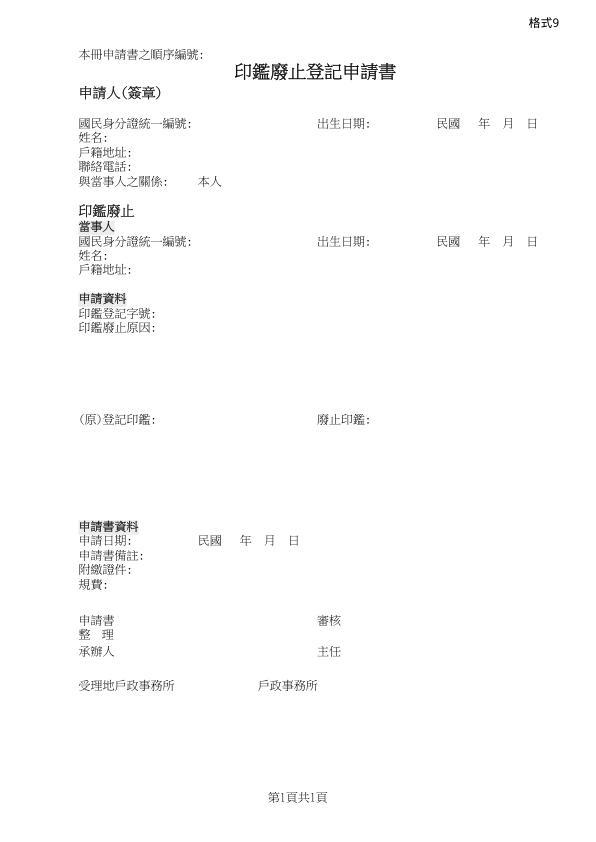 格式9
本冊申請書之順序編號:
印鑑廢止登記申請書
申請人(簽章)
國民身分證統一編號: 出生日期: 民國 年 月 日
姓名:
戶籍地址:
聯絡電話:
與當事人之關係: 本人
印鑑廢止
當事人
國民身分證統一編號: 出生日期: 民國 年 月 日
姓名:
戶籍地址:
申請資料
印鑑登記字號:
印鑑廢止原因:
(原)登記印鑑: 廢止印鑑:
申請書資料
申請日期: 民國 年 月 日
申請書備註:
附繳證件:
規費:
申請書 審核
整 理
承辦人 主任
受理地戶政事務所 戶政事務所
第1頁共1頁